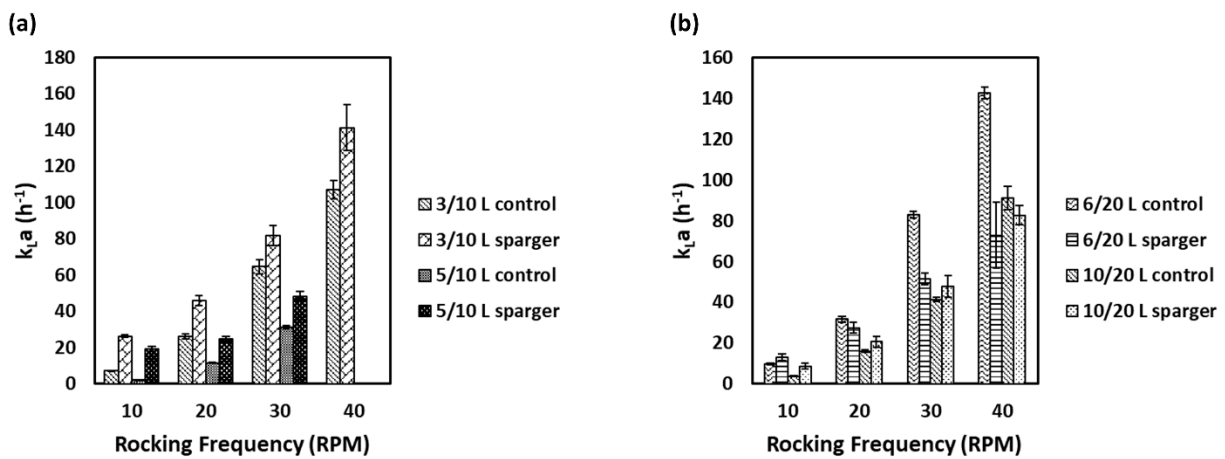 (a)
180
160
140
120
100
80
60
40
20
0
kLa (h-1)
10 20 30 40
Rocking Frequency (RPM)
3/10 L control
3/10 L sparger
5/10 L control
5/10 L sparger
(b)
160
140
120
100
80
60
40
20
0
kLa (h-1)
10 20 30 40
Rocking Frequency (RPM)
6/20 L control
6/20 L sparger
10/20 L control
10/20 L sparger